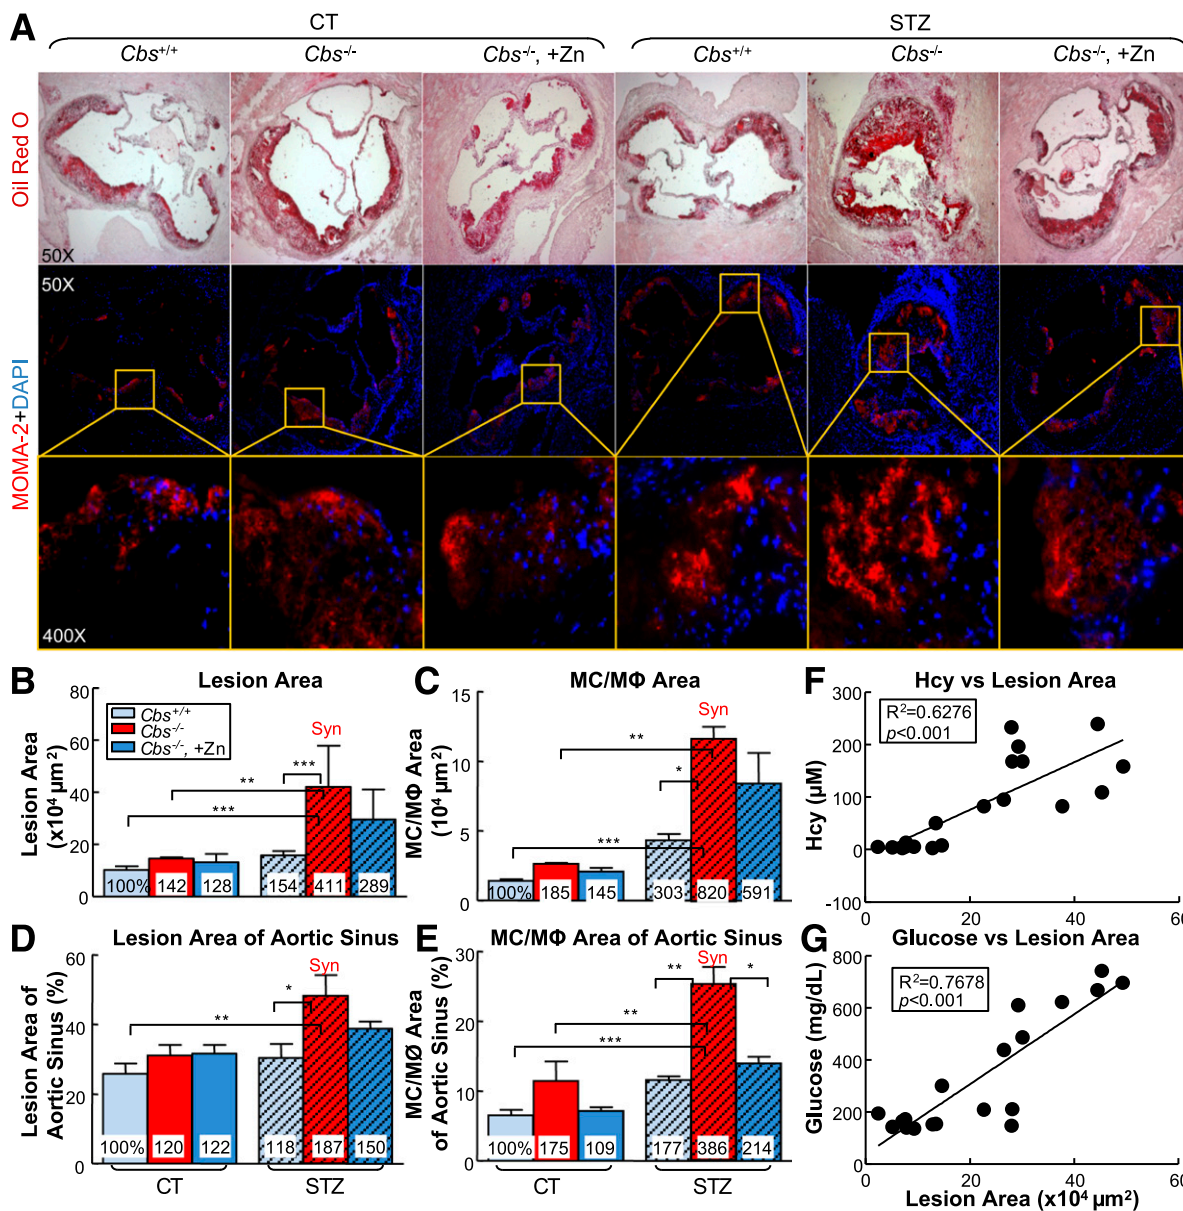 A
CT
STZ
Cbs+/+
Cbs-/-
Cbs-/-, +Zn
Cbs+/+
Cbs-/-
Cbs-/-, +Zn
Oil Red O
50X
MOMA-2+DAPI
50X
400X
B
Lesion Area
Lesion Area
(x10⁴ µm²)
80
60
40
20
0
Cbs+/+
Cbs-/-
Cbs-/-, +Zn
Syn
***
**
***
100%
142
128
154
411
289
C
MC/MΦ Area
MC/MΦ Area
(10⁴ µm²)
15
10
5
0
Syn
**
*
***
100%
185
145
303
820
591
F
Hcy vs Lesion Area
Hcy (µM)
300
200
100
0
-100
R²=0.6276
p<0.001
0
20
40
60
D
Lesion Area of Aortic Sinus
Lesion Area of
Aortic Sinus (%)
60
40
20
0
Syn
*
**
100%
120
122
118
187
150
CT
STZ
E
MC/MΦ Area of Aortic Sinus
MC/MØ Area
of Aortic Sinus (%)
30
20
10
0
Syn
**
*
**
***
100%
175
109
177
386
214
CT
STZ
G
Glucose vs Lesion Area
Glucose (mg/dL)
800
600
400
200
0
R²=0.7678
p<0.001
0
20
40
60
Lesion Area (x10⁴ µm²)